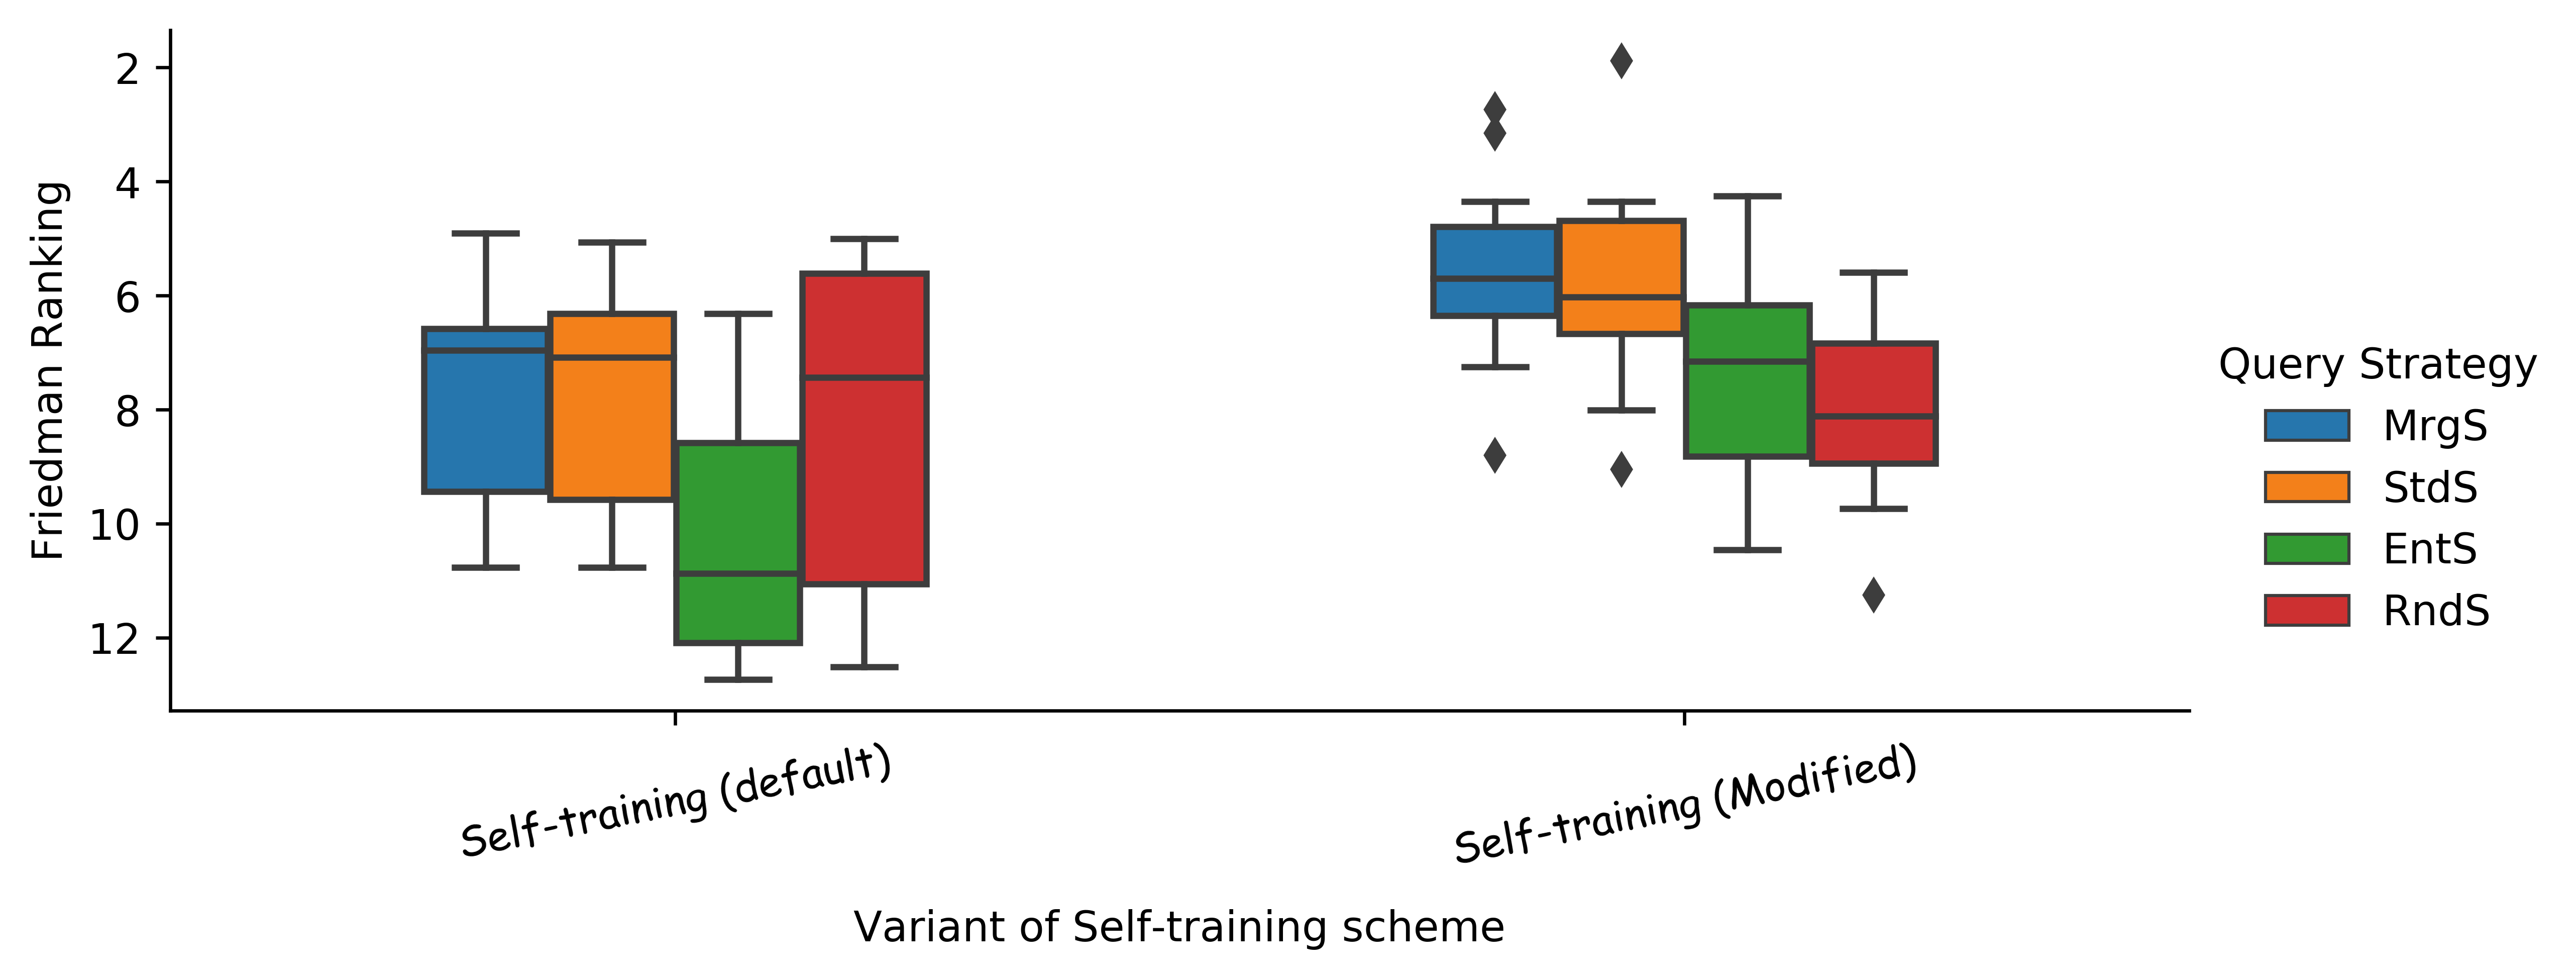 Friedman Ranking
2
4
6
8
10
12
Self-training (default)
Self-training (Modified)
Variant of Self-training scheme
Query Strategy
MrgS
StdS
EntS
RndS